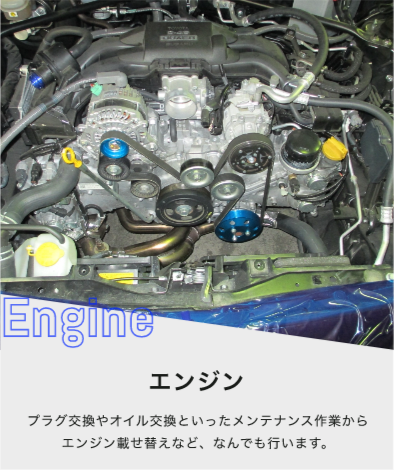 D-4S
Engine
エンジン
プラグ交換やオイル交換といったメンテナンス作業から
エンジン載せ替えなど、なんでも行います。